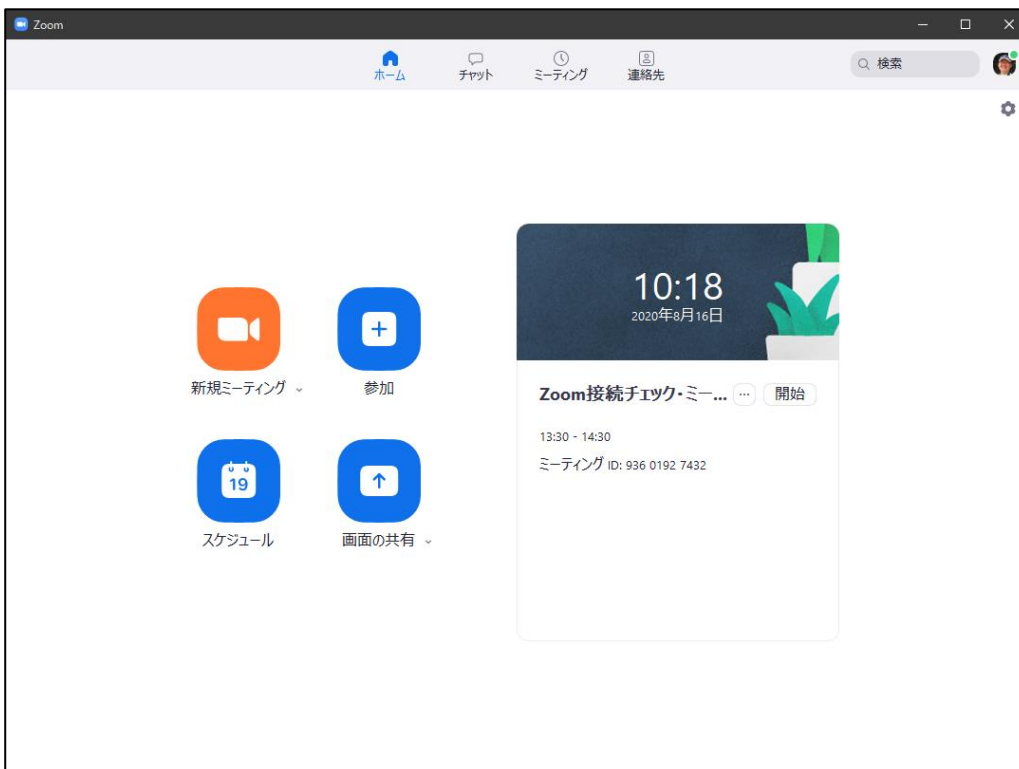 Zoom
ホーム
チャット
ミーティング
連絡先
検索
10:18
2020年8月16日
新規ミーティング
参加
Zoom接続チェック・ミー... ... 開始
13:30 - 14:30
ミーティング ID: 936 0192 7432
19
スケジュール
画面の共有